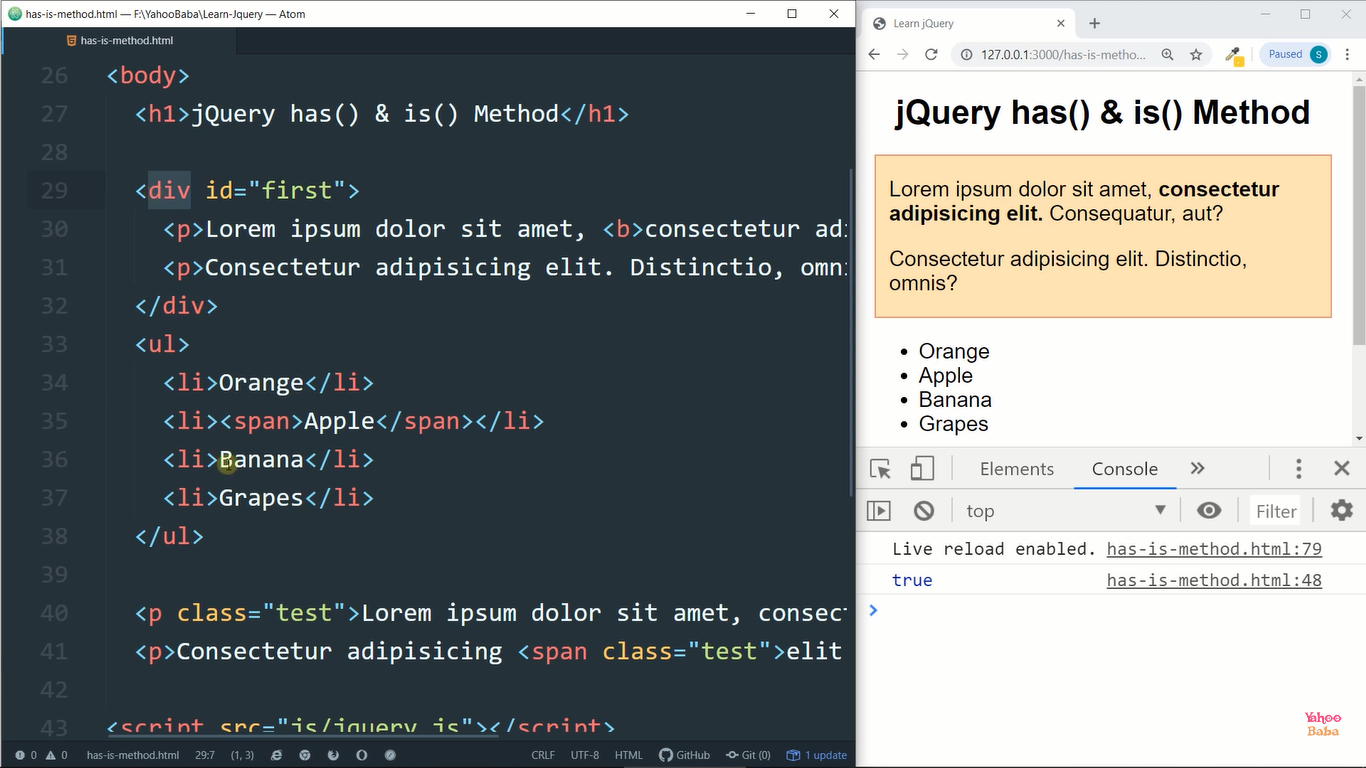 has-is-method.html — F:\YahooBaba\Learn-Jquery — Atom
has-is-method.html
26 <body>
27 <h1>jQuery has() & is() Method</h1>
28
29 <div id="first">
30 <p>Lorem ipsum dolor sit amet, <b>consectetur adi
31 <p>Consectetur adipisicing elit. Distinctio, omni
32 </div>
33 <ul>
34 <li>Orange</li>
35 <li><span>Apple</span></li>
36 <li>Banana</li>
37 <li>Grapes</li>
38 </ul>
39
40 <p class="test">Lorem ipsum dolor sit amet, consect
41 <p>Consectetur adipisicing <span class="test">elit
42
43 <script src="js/jquery.js"></script>
0 0 has-is-method.html 29:7 (1, 3) CRLF UTF-8 HTML GitHub Git (0) 1 update
Learn jQuery
127.0.0.1:3000/has-is-metho... Paused S
jQuery has() & is() Method
Lorem ipsum dolor sit amet, consectetur
adipisicing elit. Consequatur, aut?
Consectetur adipisicing elit. Distinctio,
omnis?
Orange
Apple
Banana
Grapes
Elements Console »
top Filter
Live reload enabled. has-is-method.html:79
true has-is-method.html:48
Yahoo
Baba